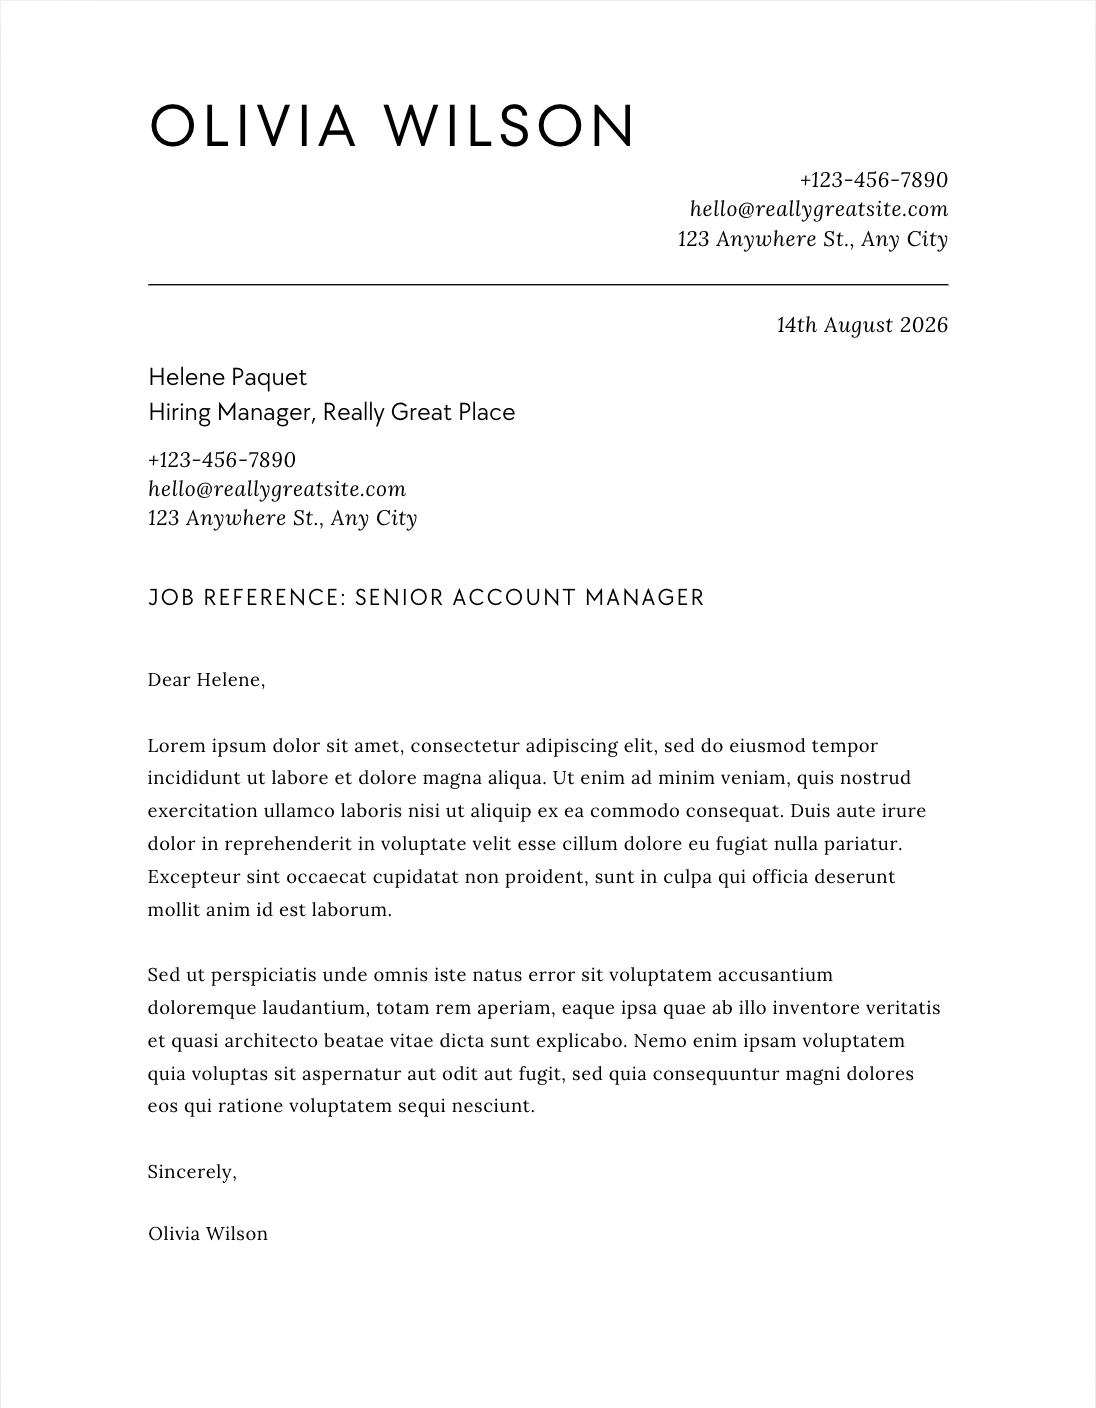 OLIVIA WILSON
+123-456-7890
hello@reallygreatsite.com
123 Anywhere St., Any City
14th August 2026
Helene Paquet
Hiring Manager, Really Great Place
+123-456-7890
hello@reallygreatsite.com
123 Anywhere St., Any City
JOB REFERENCE: SENIOR ACCOUNT MANAGER
Dear Helene,
Lorem ipsum dolor sit amet, consectetur adipiscing elit, sed do eiusmod tempor
incididunt ut labore et dolore magna aliqua. Ut enim ad minim veniam, quis nostrud
exercitation ullamco laboris nisi ut aliquip ex ea commodo consequat. Duis aute irure
dolor in reprehenderit in voluptate velit esse cillum dolore eu fugiat nulla pariatur.
Excepteur sint occaecat cupidatat non proident, sunt in culpa qui officia deserunt
mollit anim id est laborum.
Sed ut perspiciatis unde omnis iste natus error sit voluptatem accusantium
doloremque laudantium, totam rem aperiam, eaque ipsa quae ab illo inventore veritatis
et quasi architecto beatae vitae dicta sunt explicabo. Nemo enim ipsam voluptatem
quia voluptas sit aspernatur aut odit aut fugit, sed quia consequuntur magni dolores
eos qui ratione voluptatem sequi nesciunt.
Sincerely,
Olivia Wilson